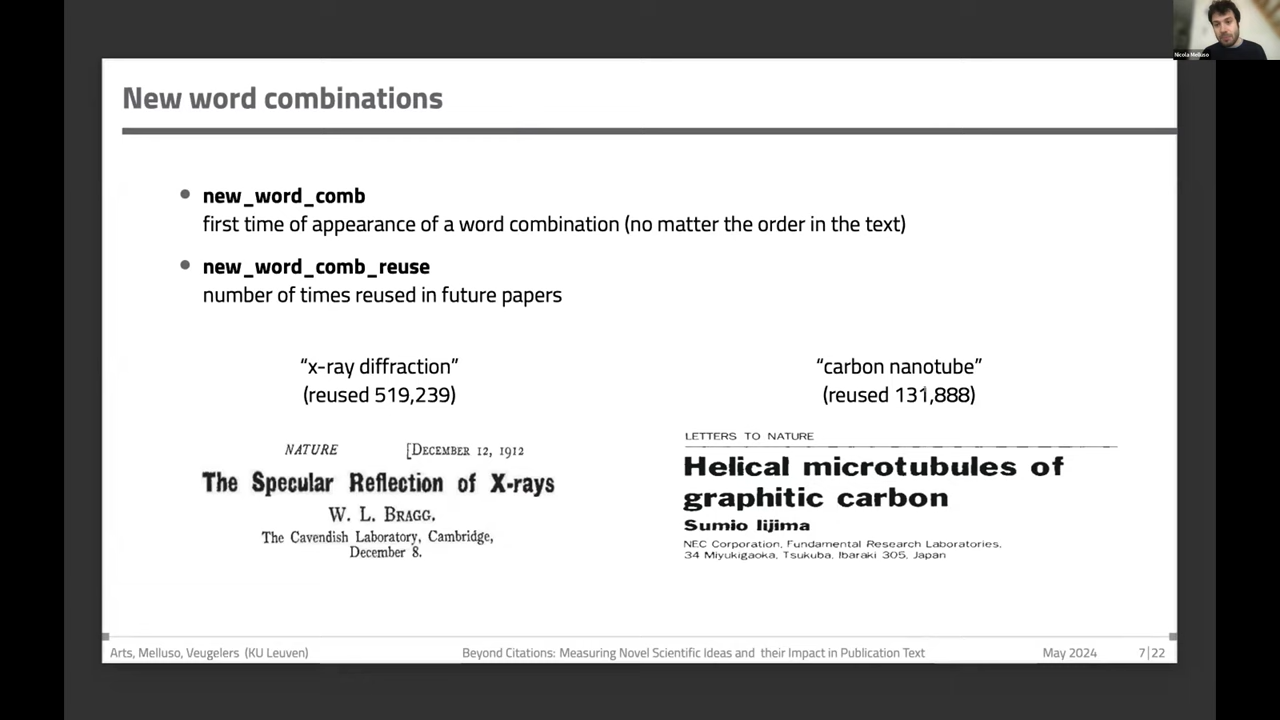 Nicola Melluso
New word combinations
new_word_comb
first time of appearance of a word combination (no matter the order in the text)
new_word_comb_reuse
number of times reused in future papers
“x-ray diffraction”
(reused 519,239)
“carbon nanotube”
(reused 131,888)
NATURE [DECEMBER 12, 1912
The Specular Reflection of X-rays
W. L. BRAGG.
The Cavendish Laboratory, Cambridge,
December 8.
LETTERS TO NATURE
Helical microtubules of
graphitic carbon
Sumio Iijima
NEC Corporation, Fundamental Research Laboratories,
34 Miyukigaoka, Tsukuba, Ibaraki 305, Japan
Arts, Melluso, Veugelers (KU Leuven)
Beyond Citations: Measuring Novel Scientific Ideas and their Impact in Publication Text
May 2024
7|22